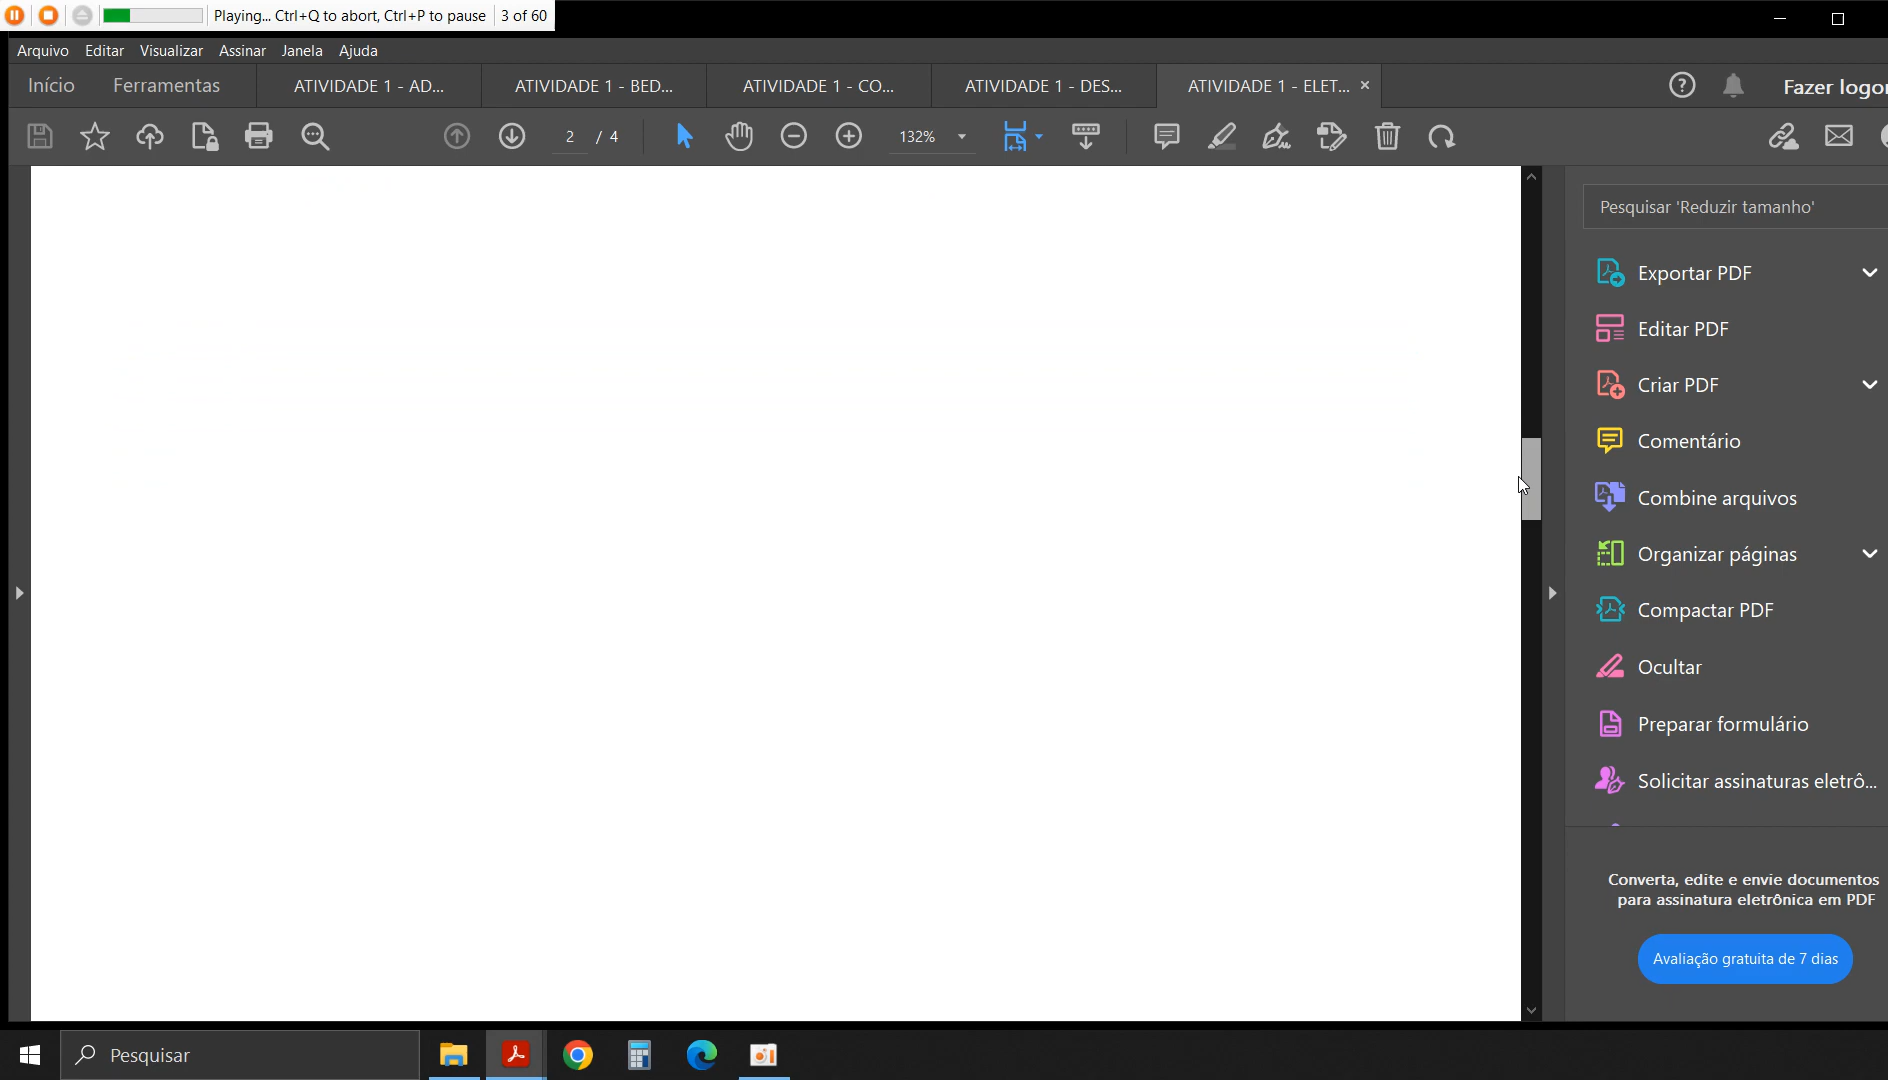 Playing... Ctrl+Q to abort, Ctrl+P to pause 3 of 60
Arquivo Editar Visualizar Assinar Janela Ajuda
Início Ferramentas ATIVIDADE 1 - AD... ATIVIDADE 1 - BED... ATIVIDADE 1 - CO... ATIVIDADE 1 - DES... ATIVIDADE 1 - ELET... Fazer logo
2 / 4 132%
Pesquisar 'Reduzir tamanho'
Exportar PDF
Editar PDF
Criar PDF
Comentário
Combine arquivos
Organizar páginas
Compactar PDF
Ocultar
Preparar formulário
Solicitar assinaturas eletrô...
Converta, edite e envie documentos
para assinatura eletrônica em PDF
Avaliação gratuita de 7 dias
Pesquisar